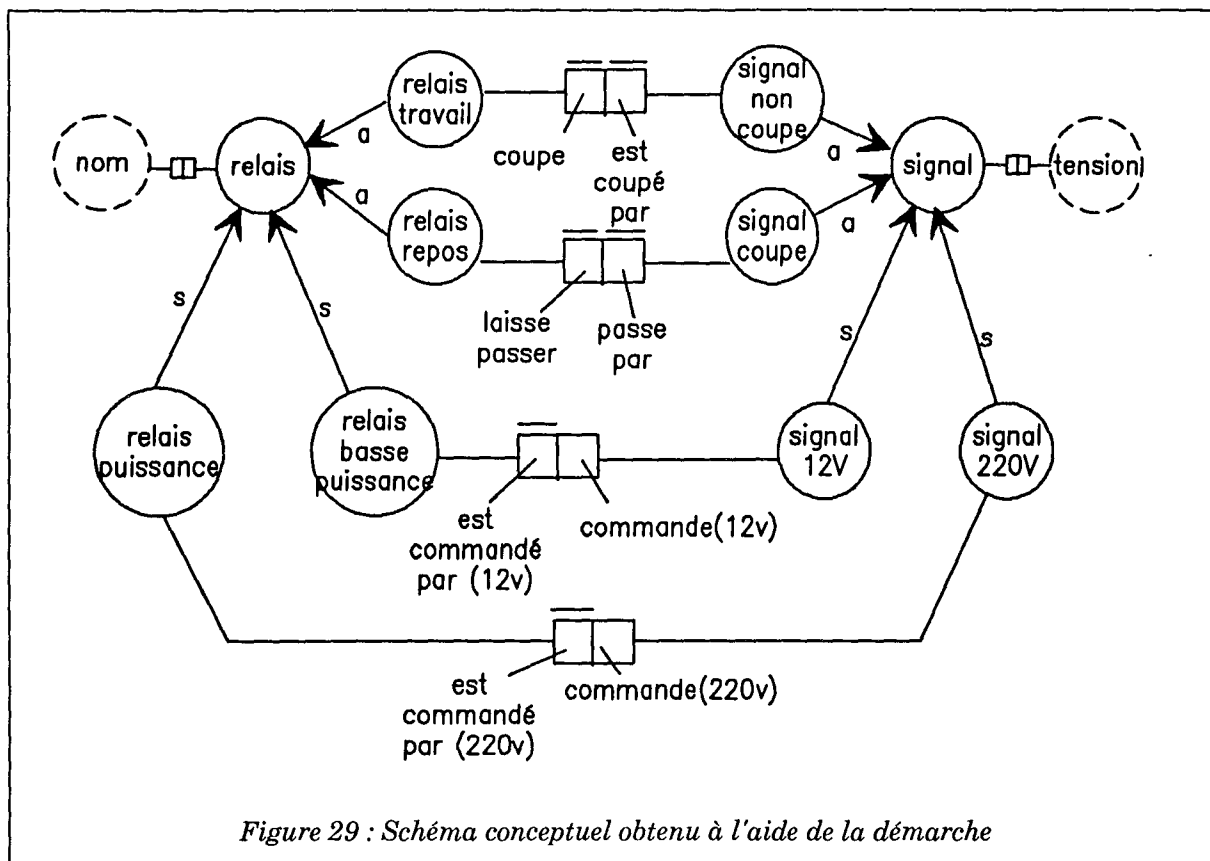 relais
travail
signal
non
coupe
coupe
est
coupé
par
a
a
nom
relais
signal
tension
a
a
relais
repos
signal
coupe
laisse
passer
passe
par
s
s
s
s
relais
puissance
relais
basse
puissance
signal
12V
signal
220V
est
commandé
par (12v)
commande(12v)
est
commandé
par (220v)
commande(220v)
Figure 29 : Schéma conceptuel obtenu à l'aide de la démarche